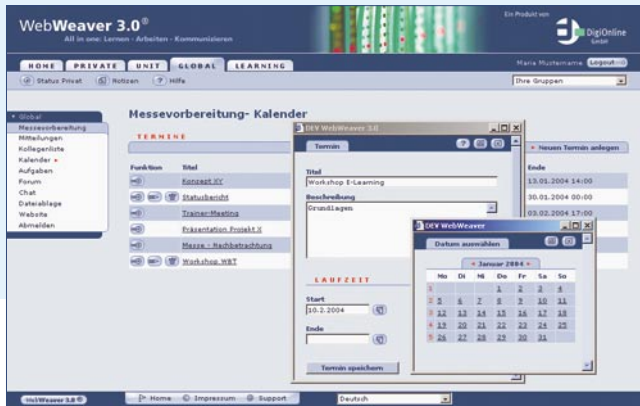 WebWeaver 3.0®
All in one: Lernen - Arbeiten - Kommunizieren
Ein Produkt von
DigiOnline
GmbH
HOME PRIVATE UNIT GLOBAL LEARNING
Maria Mustername Logout
Status Privat Notizen ? Hilfe
Ihre Gruppen
Global
Messevorbereitung
Mitteilungen
Kollegenliste
Kalender
Aufgaben
Forum
Chat
Dateiablage
Website
Abmelden
Messevorbereitung- Kalender
TERMINE
Neuen Termin anlegen
Funktion Titel Ende
Konzept XY 13.01.2004 14:00
Statusbericht 30.01.2004 00:00
Trainer-Meeting 03.02.2004 17:00
Präsentation Projekt X
Messe - Nachbetrachtung
Workshop WBT
DEV WebWeaver 3.0
Termin ?
Titel
Workshop E-Learning
Beschreibung
Grundlagen
LAUFZEIT
Start
10.2.2004
Ende
Termin speichern
DEV WebWeaver
Datum auswählen
Januar 2004
Mo Di Mi Do Fr Sa So
1 1 2 3 4
2 5 6 7 8 9 10 11
3 12 13 14 15 16 17 18
4 19 20 21 22 23 24 25
5 26 27 28 29 30 31
WebWeaver 3.0 ®
Home © Impressum @ Support
Deutsch